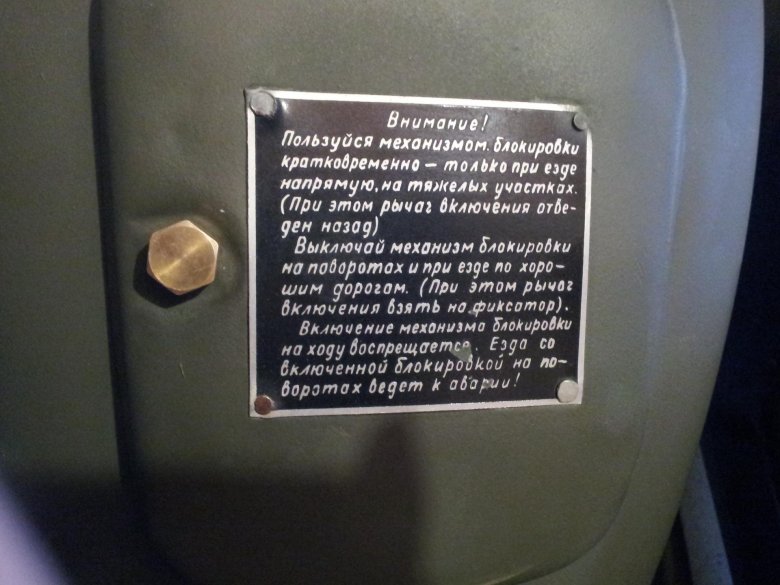 Внимание!
Пользуйся механизмом блокировки
кратковременно — только при езде
напрямую, на тяжелых участках.
(При этом рычаг включения отве-
ден назад)
Выключай механизм блокировки
на поворотах и при езде по хоро-
шим дорогам. (При этом рычаг
включения взять на фиксатор).
Включение механизма блокировки
на ходу воспрещается. Езда со
включенной блокировкой на по-
воротах ведет к аварии!